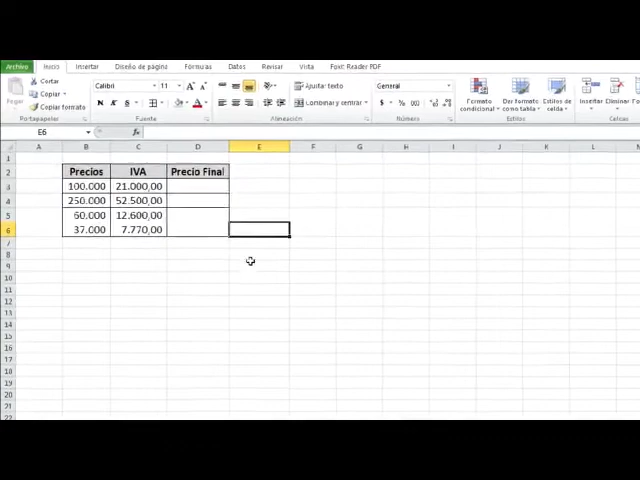 Archivo Inicio Insertar Diseño de página Fórmulas Datos Revisar Vista Foxit Reader PDF
Cortar Calibri 11 A A Ajustar texto General
Copiar
Pegar Copiar formato N K S A Combinar y centrar $ % Formato condicional Dar formato Estilos de celda Insertar Eliminar
Portapapeles Fuente Alineación Número Estilos Celdas
E6 fx
A B C D E F G H I J K L
1
2 Precios IVA Precio Final
3 100.000 21.000,00
4 250.000 52.500,00
5 60.000 12.600,00
6 37.000 7.770,00
7
8
9
10
11
12
13
14
15
16
17
18
19
20
21
22